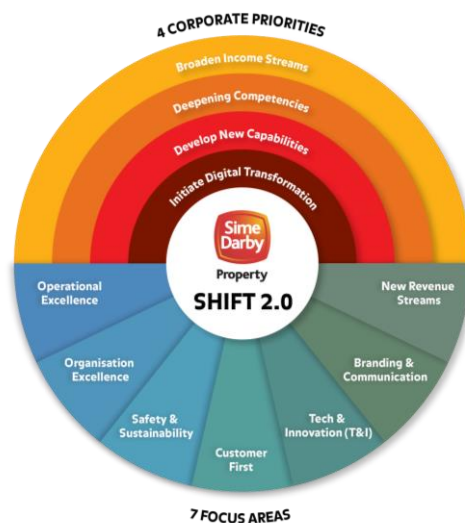 4 CORPORATE PRIORITIES
Broaden Income Streams
Deepening Competencies
Develop New Capabilities
Initiate Digital Transformation
Sime
Darby
Property
SHIFT 2.0
Operational
Excellence
Organisation
Excellence
Safety &
Sustainability
Customer
First
Tech &
Innovation (T&I)
Branding &
Communication
New Revenue
Streams
7 FOCUS AREAS